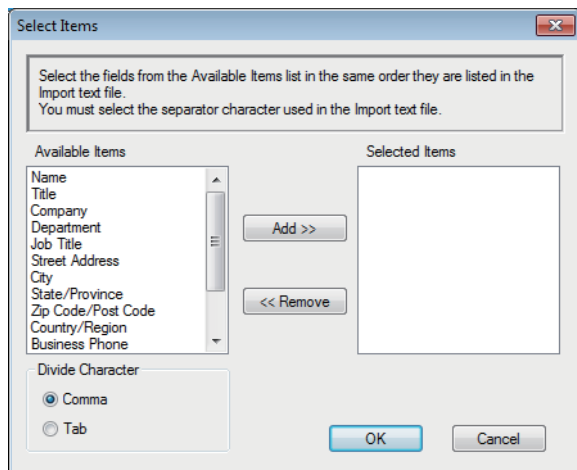 Select Items
Select the fields from the Available Items list in the same order they are listed in the
Import text file.
You must select the separator character used in the Import text file.
Available Items
Selected Items
Name
Title
Company
Department
Job Title
Street Address
City
State/Province
Zip Code/Post Code
Country/Region
Business Phone
Add >>
<< Remove
Divide Character
Comma
Tab
OK
Cancel